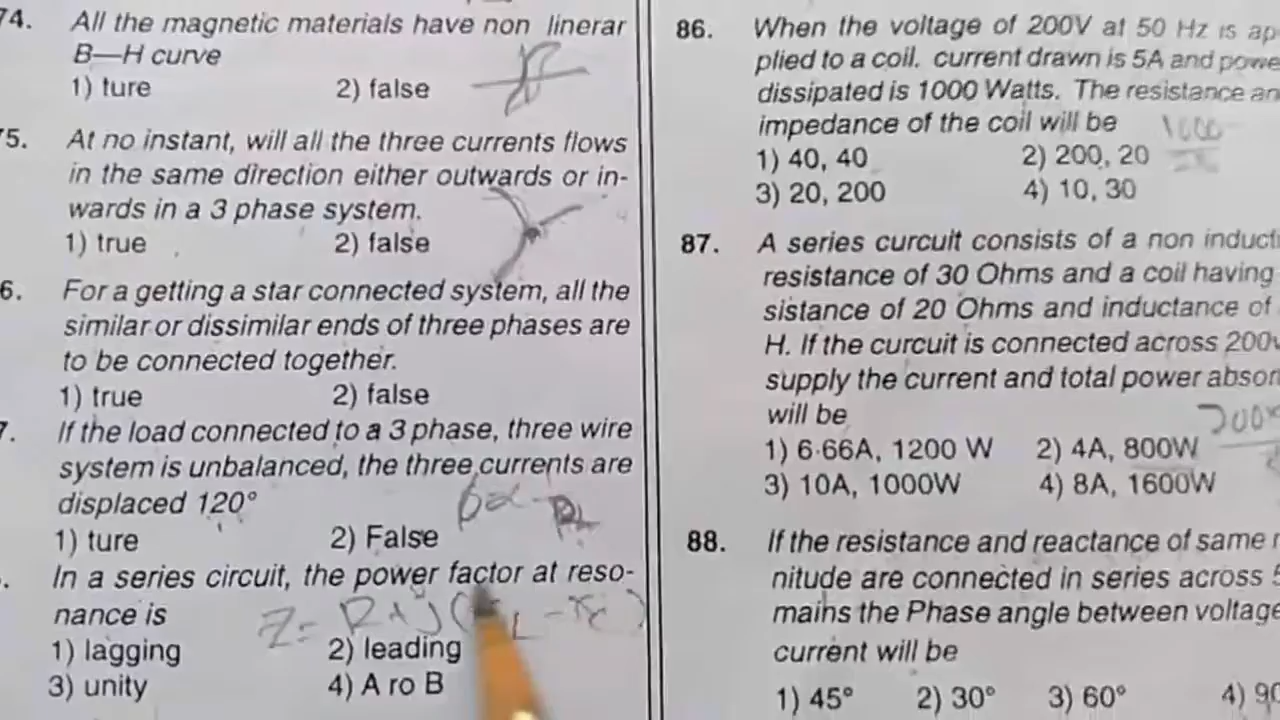 74. All the magnetic materials have non linerar
B—H curve
1) ture 2) false
75. At no instant, will all the three currents flows
in the same direction either outwards or in-
wards in a 3 phase system.
1) true 2) false
6. For a getting a star connected system, all the
similar or dissimilar ends of three phases are
to be connected together.
1) true 2) false
7. If the load connected to a 3 phase, three wire
system is unbalanced, the three currents are
displaced 120°
1) ture 2) False
In a series circuit, the power factor at reso-
nance is
1) lagging 2) leading
3) unity 4) A ro B
86. When the voltage of 200V at 50 Hz is ap-
plied to a coil. current drawn is 5A and powe
dissipated is 1000 Watts. The resistance an
impedance of the coil will be
1000
1) 40, 40 2) 200, 20
3) 20, 200 4) 10, 30
87. A series curcuit consists of a non induct
resistance of 30 Ohms and a coil having
sistance of 20 Ohms and inductance of
H. If the curcuit is connected across 200v
supply the current and total power absor
will be
1) 6·66A, 1200 W 2) 4A, 800W
3) 10A, 1000W 4) 8A, 1600W
88. If the resistance and reactance of same
nitude are connected in series across 5
mains the Phase angle between voltage
current will be
1) 45° 2) 30° 3) 60° 4) 90